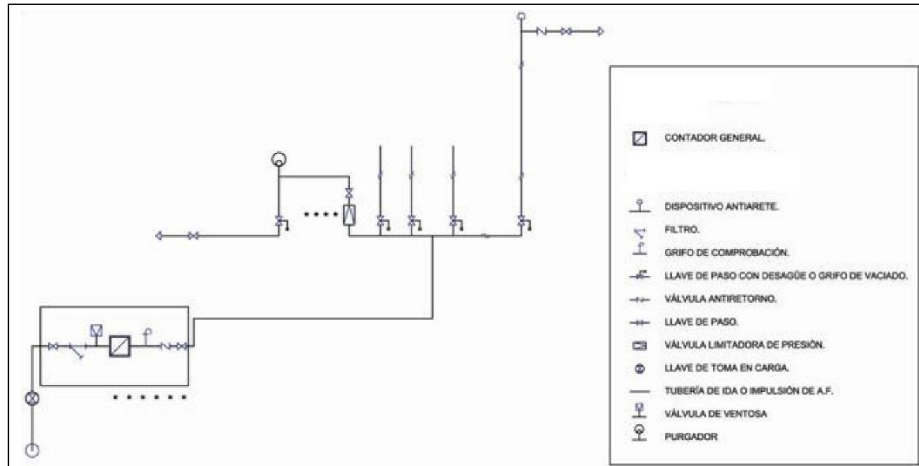 CONTADOR GENERAL.
DISPOSITIVO ANTIARETE.
FILTRO.
GRIFO DE COMPROBACIÓN.
LLAVE DE PASO CON DESAGÜE O GRIFO DE VACIADO.
VÁLVULA ANTIRETORNO.
LLAVE DE PASO.
VÁLVULA LIMITADORA DE PRESIÓN.
LLAVE DE TOMA EN CARGA.
TUBERÍA DE IDA O IMPULSIÓN DE A.F.
VÁLVULA DE VENTOSA
PURGADOR